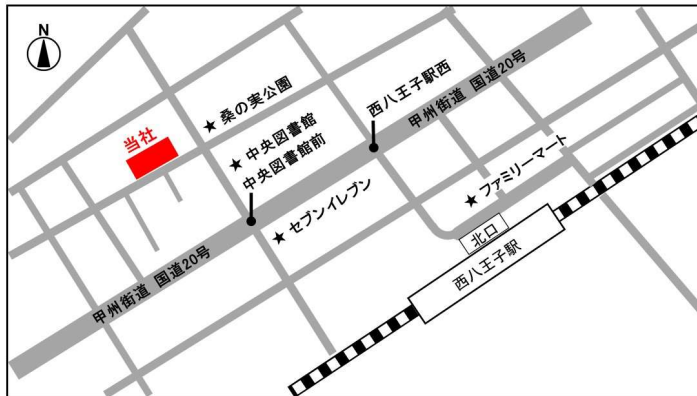 N
西八王子駅西
甲州街道 国道20号
★桑の実公園
当社
★中央図書館
中央図書館前
★ファミリーマート
★セブンイレブン
北口
西八王子駅
甲州街道 国道20号